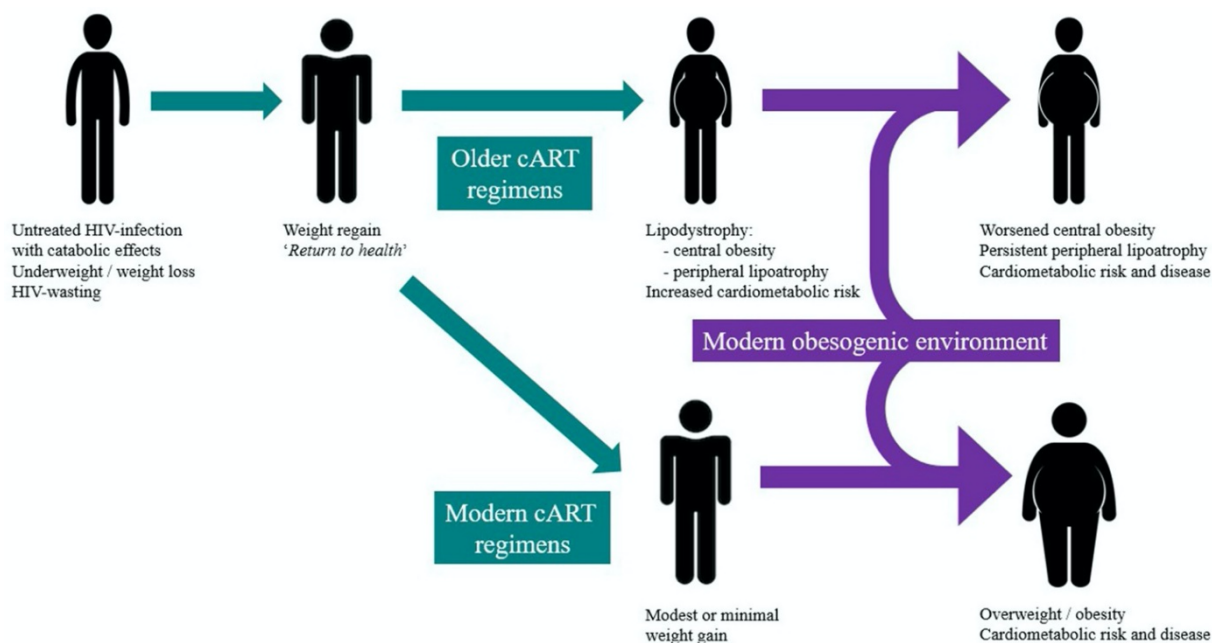 Older cART
regimens
Untreated HIV-infection
with catabolic effects
Underweight / weight loss
HIV-wasting
Weight regain
‘Return to health’
Lipodystrophy:
- central obesity
- peripheral lipoatrophy
Increased cardiometabolic risk
Worsened central obesity
Persistent peripheral lipoatrophy
Cardiometabolic risk and disease
Modern obesogenic environment
Modern cART
regimens
Modest or minimal
weight gain
Overweight / obesity
Cardiometabolic risk and disease